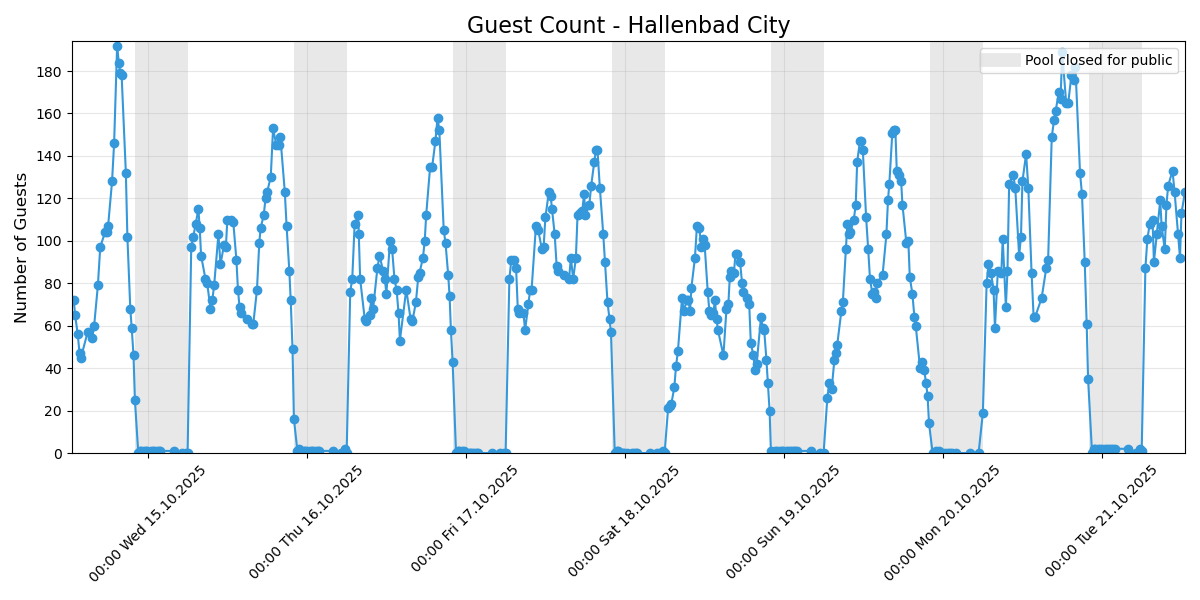 Guest Count - Hallenbad City
Pool closed for public
Number of Guests
180
160
140
120
100
80
60
40
20
0
00:00 Wed 15.10.2025
00:00 Thu 16.10.2025
00:00 Fri 17.10.2025
00:00 Sat 18.10.2025
00:00 Sun 19.10.2025
00:00 Mon 20.10.2025
00:00 Tue 21.10.2025